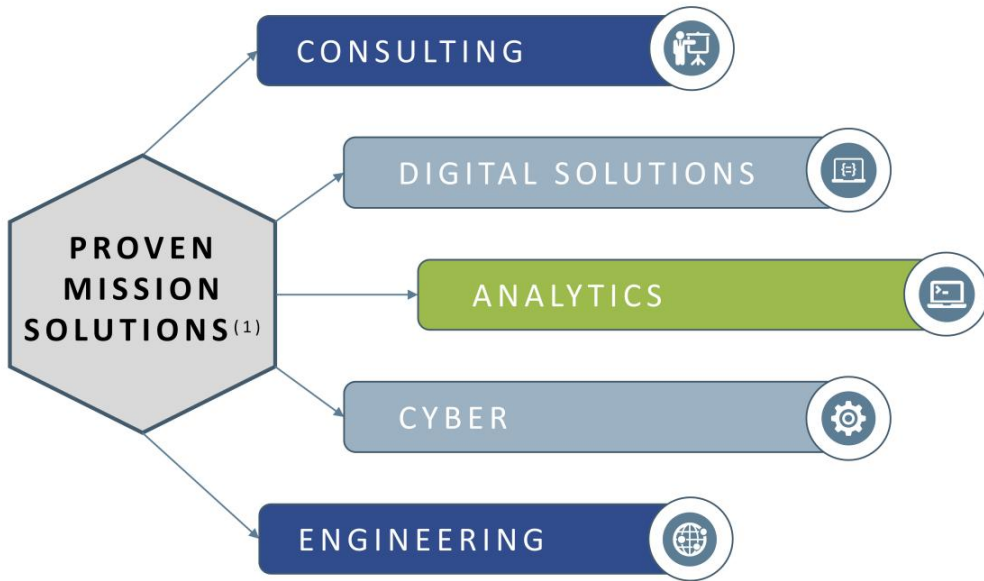 CONSULTING
DIGITAL SOLUTIONS
PROVEN
MISSION
SOLUTIONS(1)
ANALYTICS
CYBER
ENGINEERING